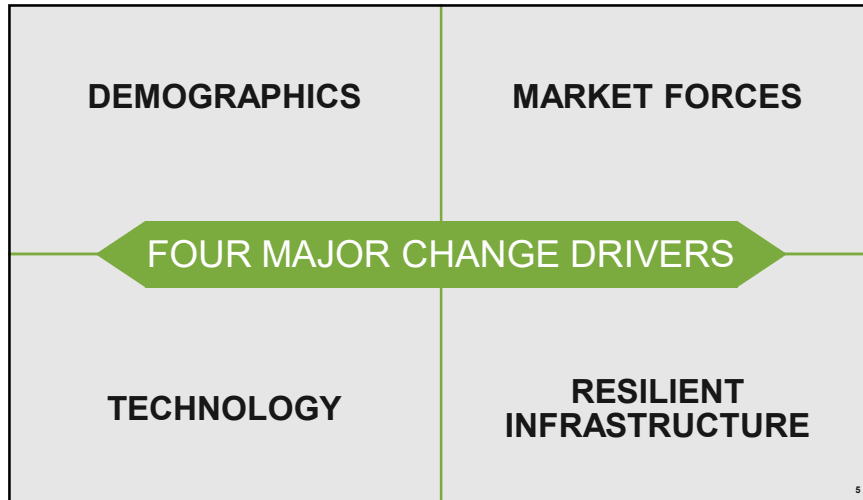 DEMOGRAPHICS
MARKET FORCES
FOUR MAJOR CHANGE DRIVERS
TECHNOLOGY
RESILIENT
INFRASTRUCTURE
5